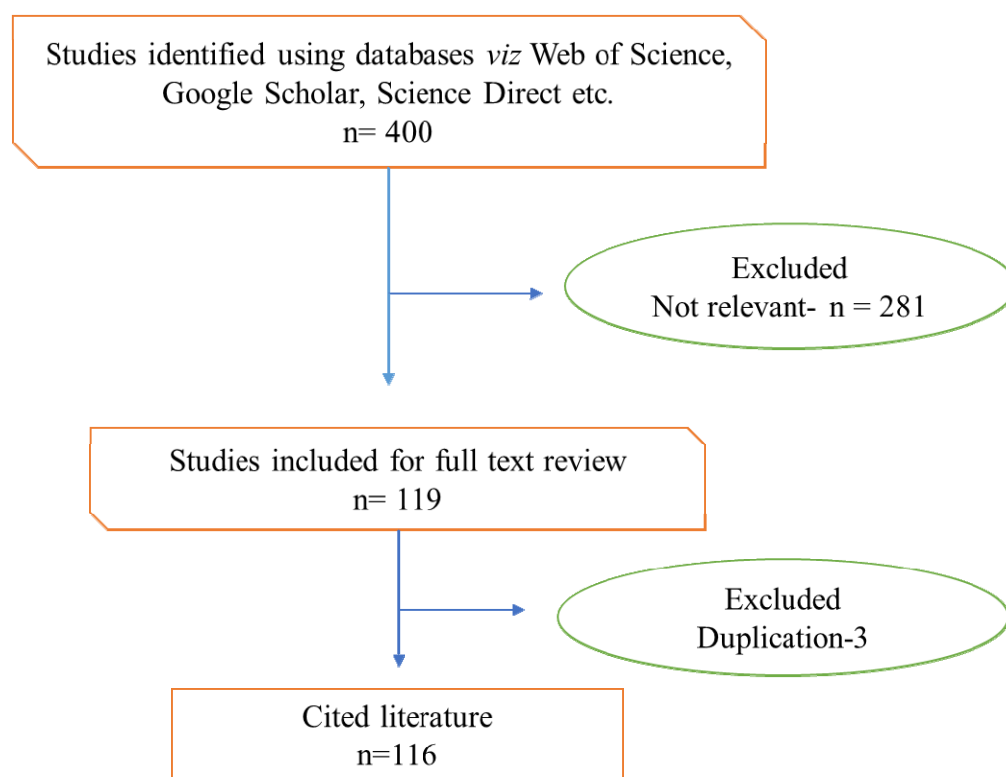 Studies identified using databases viz Web of Science,
Google Scholar, Science Direct etc.
n= 400
Excluded
Not relevant- n = 281
Studies included for full text review
n= 119
Excluded
Duplication-3
Cited literature
n=116